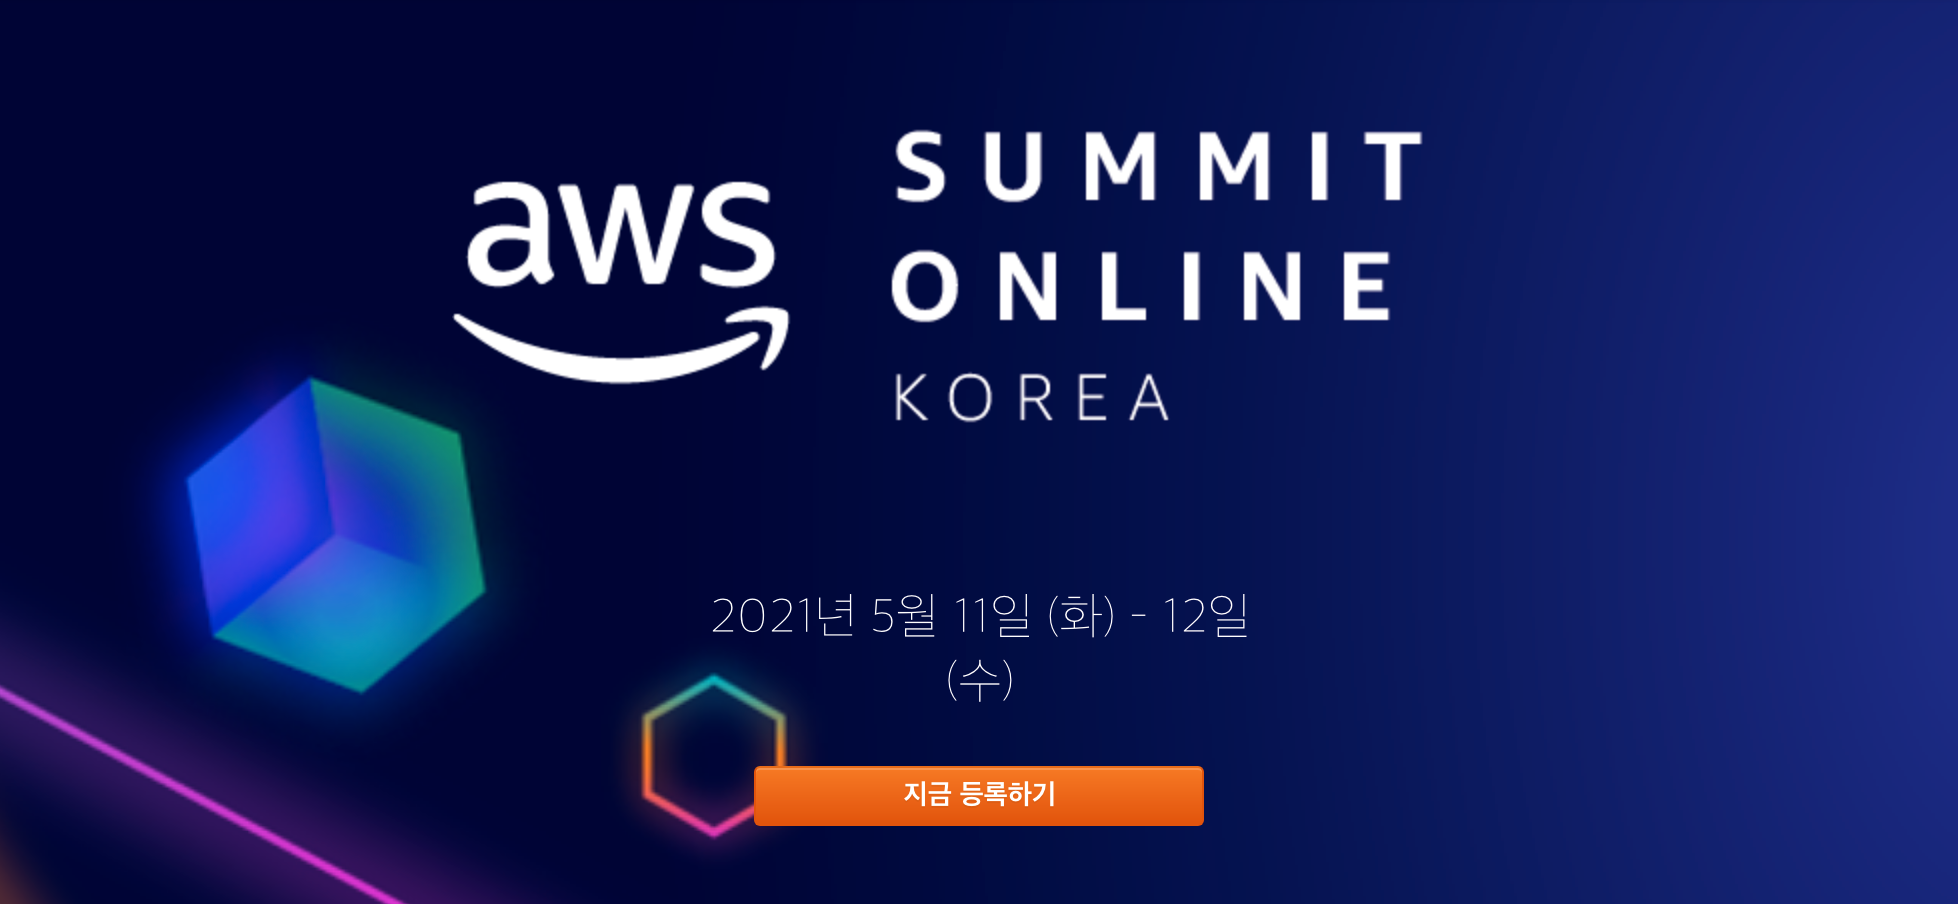 aws
SUMMIT
ONLINE
KOREA
2021년 5월 11일 (화) - 12일
(수)
지금 등록하기